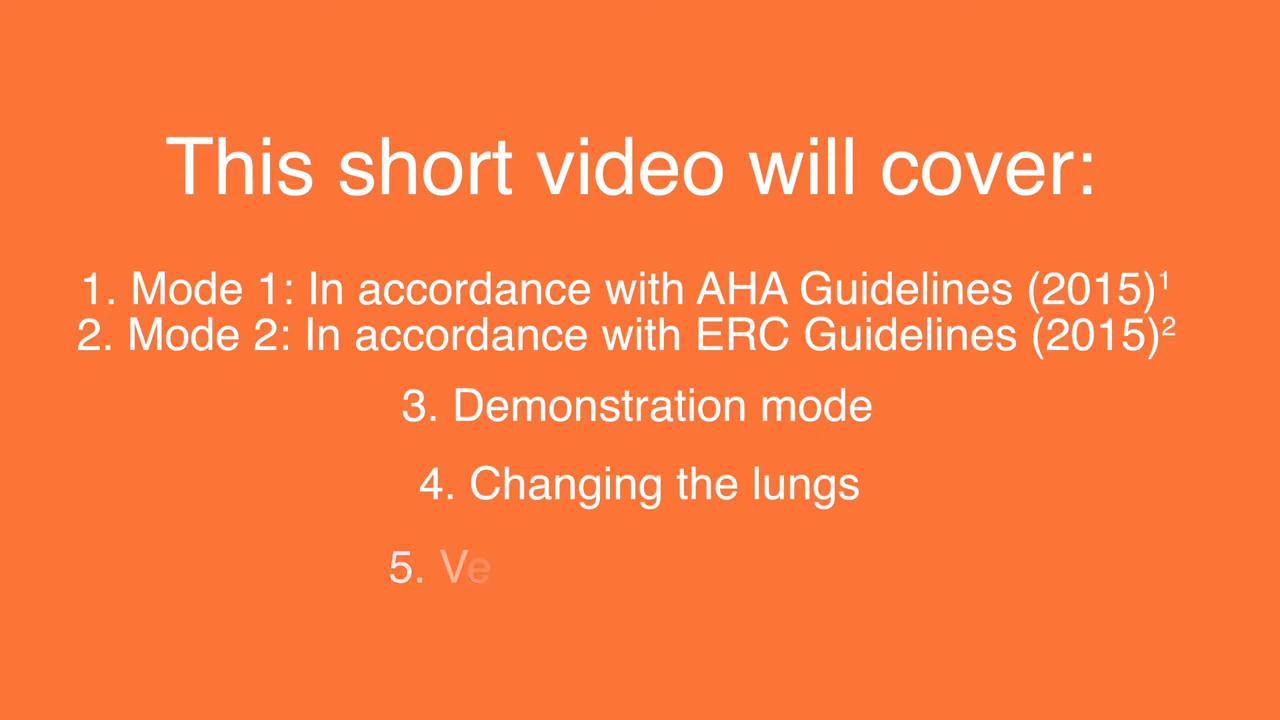 This short video will cover:
1. Mode 1: In accordance with AHA Guidelines (2015)¹
2. Mode 2: In accordance with ERC Guidelines (2015)²
3. Demonstration mode
4. Changing the lungs
5. Ve